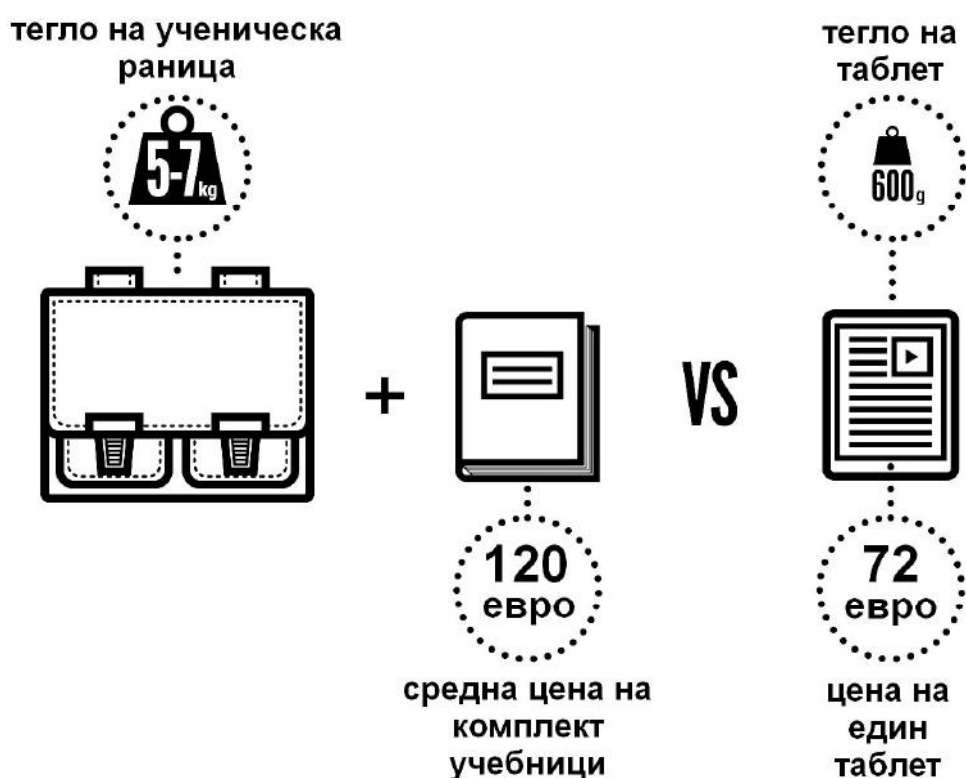 тегло на ученическа
раница
5-7kg
тегло на
таблет
600g
+
VS
120
евро
средна цена на
комплект
учебници
72
евро
цена на
един
таблет